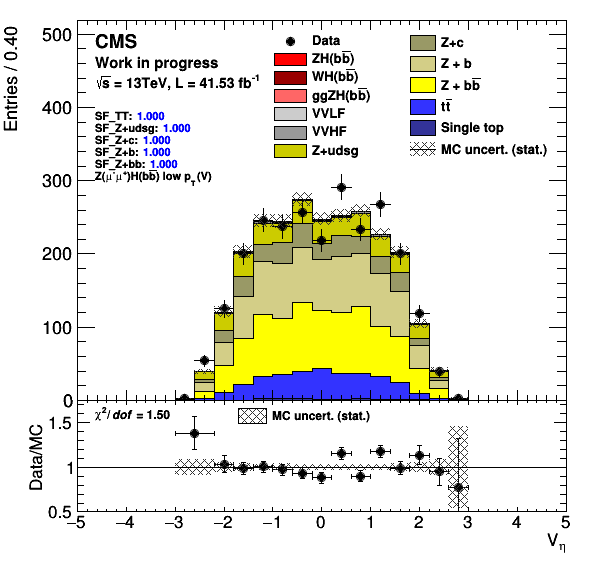 CMS
Work in progress
√s = 13TeV, L = 41.53 fb⁻¹
SF_TT: 1.000
SF_Z+udsg: 1.000
SF_Z+c: 1.000
SF_Z+b: 1.000
SF_Z+bb: 1.000
Z(μ⁻μ⁺)H(bb̅) low p_T(V)
Data
ZH(bb̅)
WH(bb̅)
ggZH(bb̅)
VVLF
VVHF
Z+udsg
Z+c
Z + b
Z + bb̅
tt̅
Single top
MC uncert. (stat.)
Entries / 0.40
500
400
300
200
100
0
χ²/dof = 1.50
MC uncert. (stat.)
Data/MC
1.5
1
0.5
−5 −4 −3 −2 −1 0 1 2 3 4 5
V_η